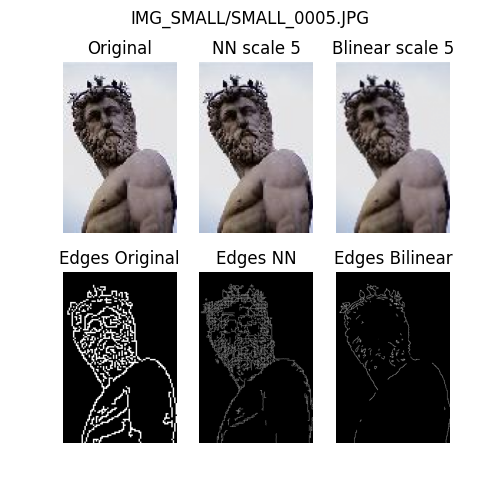 IMG_SMALL/SMALL_0005.JPG
Original
NN scale 5
Blinear scale 5
Edges Original
Edges NN
Edges Bilinear